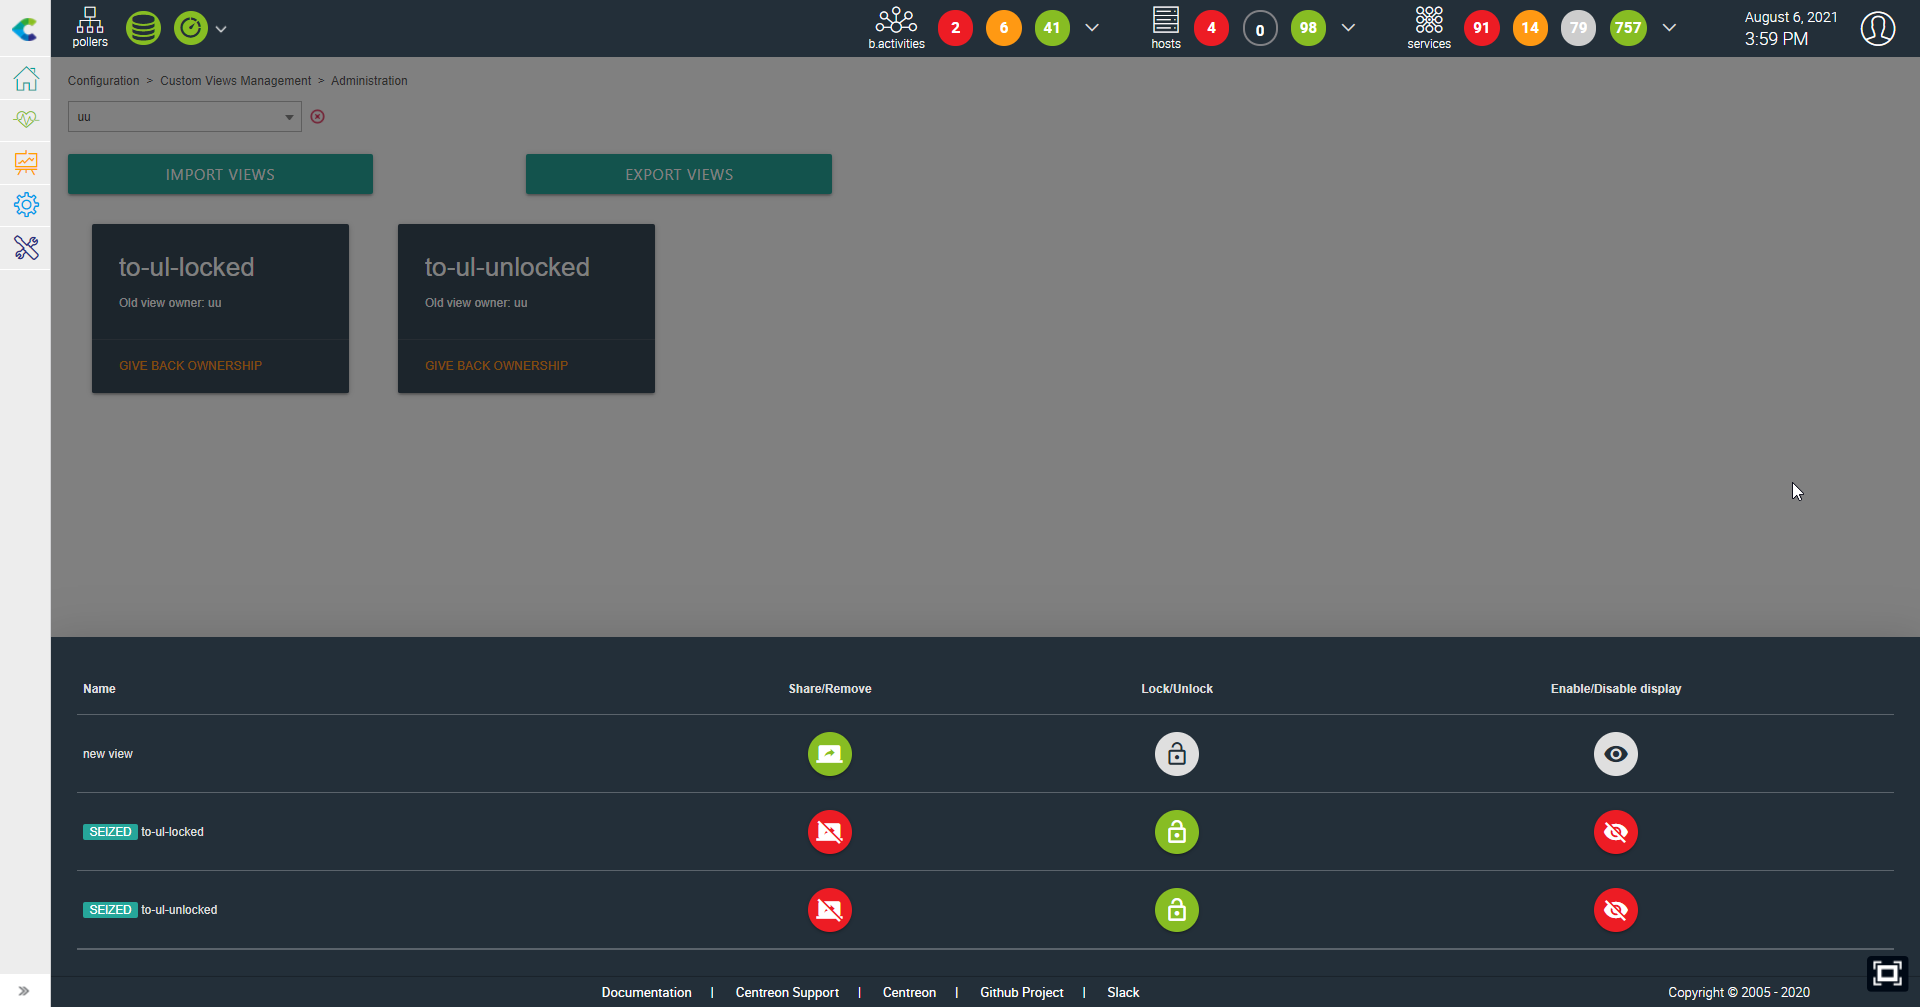 pollers
b.activities
2
6
41
hosts
4
0
98
services
91
14
79
757
August 6, 2021
3:59 PM
Configuration > Custom Views Management > Administration
uu
IMPORT VIEWS
EXPORT VIEWS
to-ul-locked
Old view owner: uu
GIVE BACK OWNERSHIP
to-ul-unlocked
Old view owner: uu
GIVE BACK OWNERSHIP
Name Share/Remove Lock/Unlock Enable/Disable display
new view
SEIZED to-ul-locked
SEIZED to-ul-unlocked
Documentation | Centreon Support | Centreon | Github Project | Slack
Copyright © 2005 - 2020